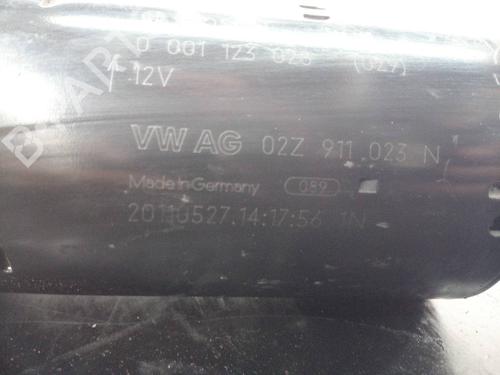 0 001 123 028 (027)
12V
VW AG 02Z 911 023 N
Made in Germany 089
20110527.14:17:56 1N